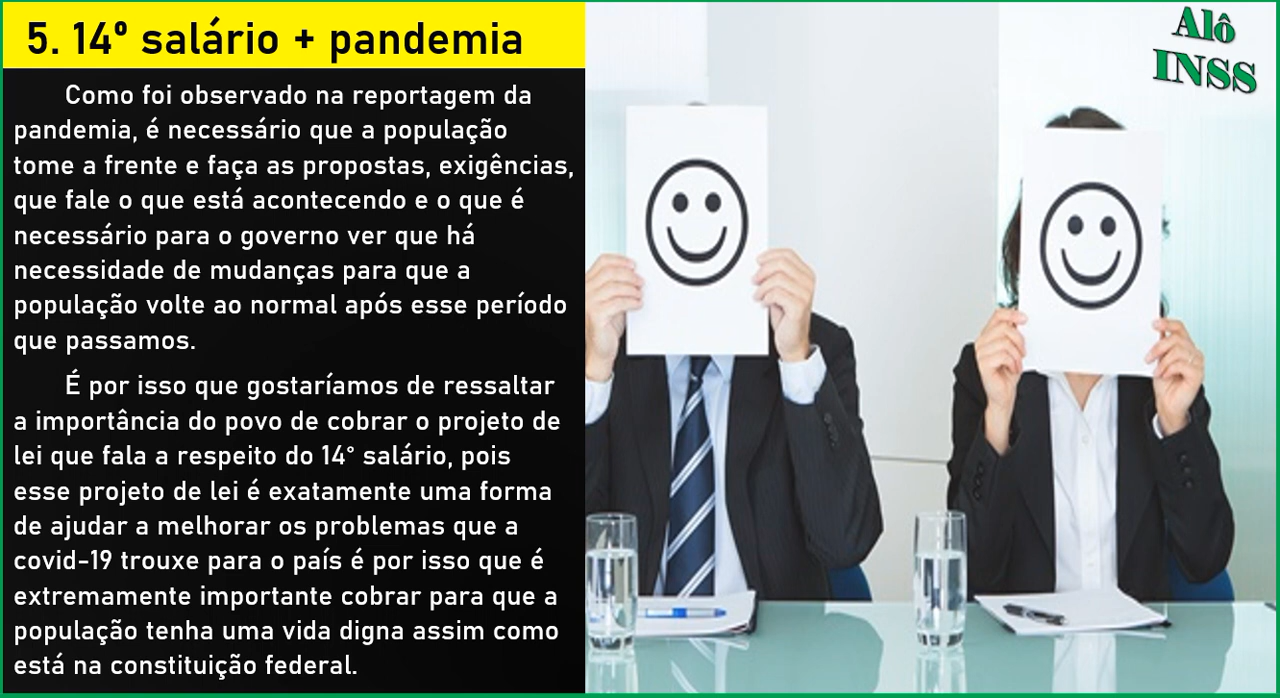 5. 14º salário + pandemia
Como foi observado na reportagem da
pandemia, é necessário que a população
tome a frente e faça as propostas, exigências,
que fale o que está acontecendo e o que é
necessário para o governo ver que há
necessidade de mudanças para que a
população volte ao normal após esse período
que passamos.
É por isso que gostaríamos de ressaltar
a importância do povo de cobrar o projeto de
lei que fala a respeito do 14° salário, pois
esse projeto de lei é exatamente uma forma
de ajudar a melhorar os problemas que a
covid-19 trouxe para o país é por isso que é
extremamente importante cobrar para que a
população tenha uma vida digna assim como
está na constituição federal.
Alô
INSS